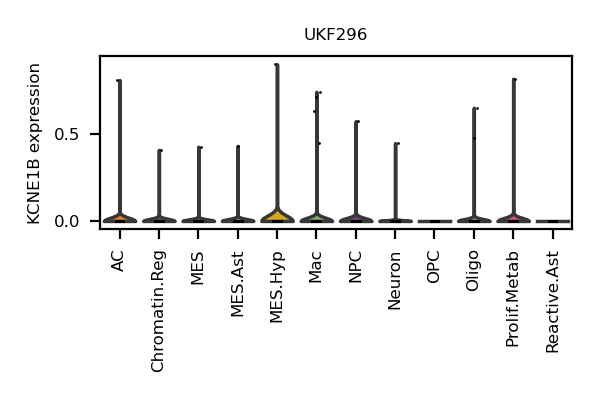 UKF296
KCNE1B expression
0.5
0.0
AC
Chromatin.Reg
MES
MES.Ast
MES.Hyp
Mac
NPC
Neuron
OPC
Oligo
Prolif.Metab
Reactive.Ast